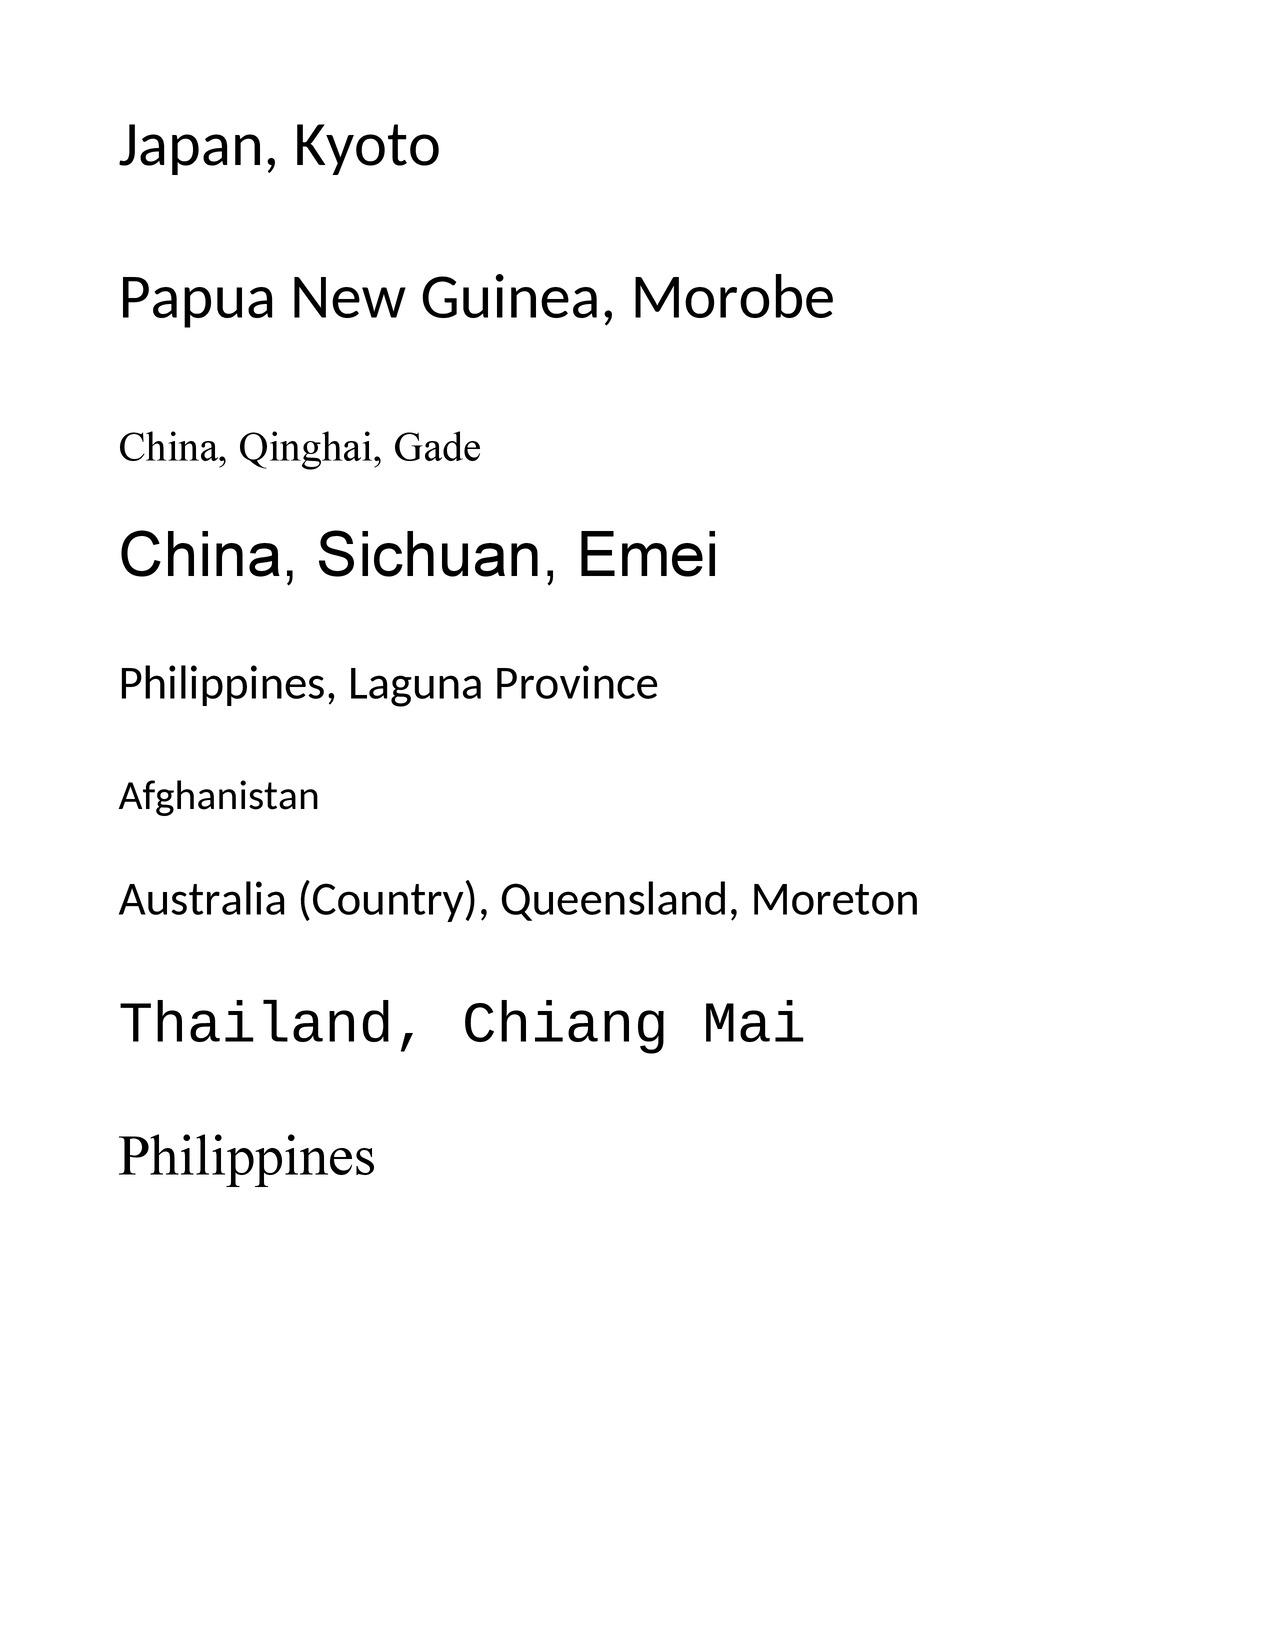 Japan, Kyoto
Papua New Guinea, Morobe
China, Qinghai, Gade
China, Sichuan, Emei
Philippines, Laguna Province
Afghanistan
Australia (Country), Queensland, Moreton
Thailand, Chiang Mai
Philippines